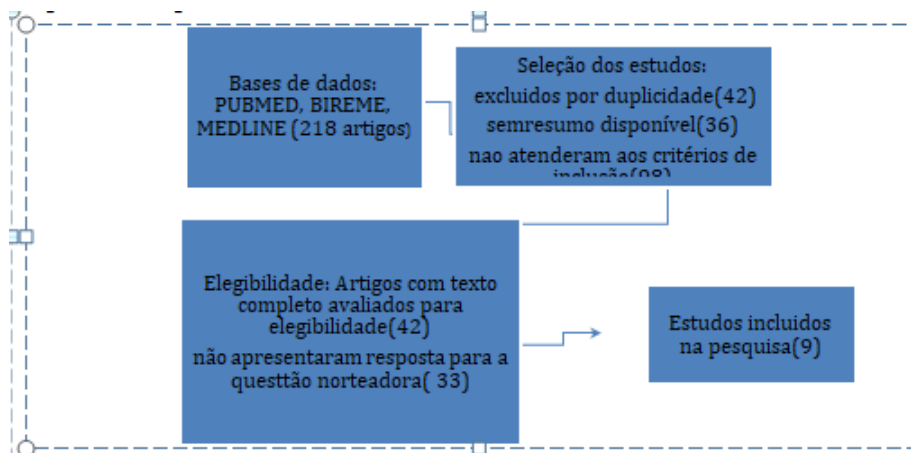 Bases de dados:
PUBMED, BIREME,
MEDLINE (218 artigos)
Seleção dos estudos:
excluidos por duplicidade(42)
semresumo disponível(36)
nao atenderam aos critérios de
inclusão(98)
Elegibilidade: Artigos com texto
completo avaliados para
elegibilidade(42)
não apresentaram resposta para a
questtão norteadora( 33)
Estudos incluidos
na pesquisa(9)